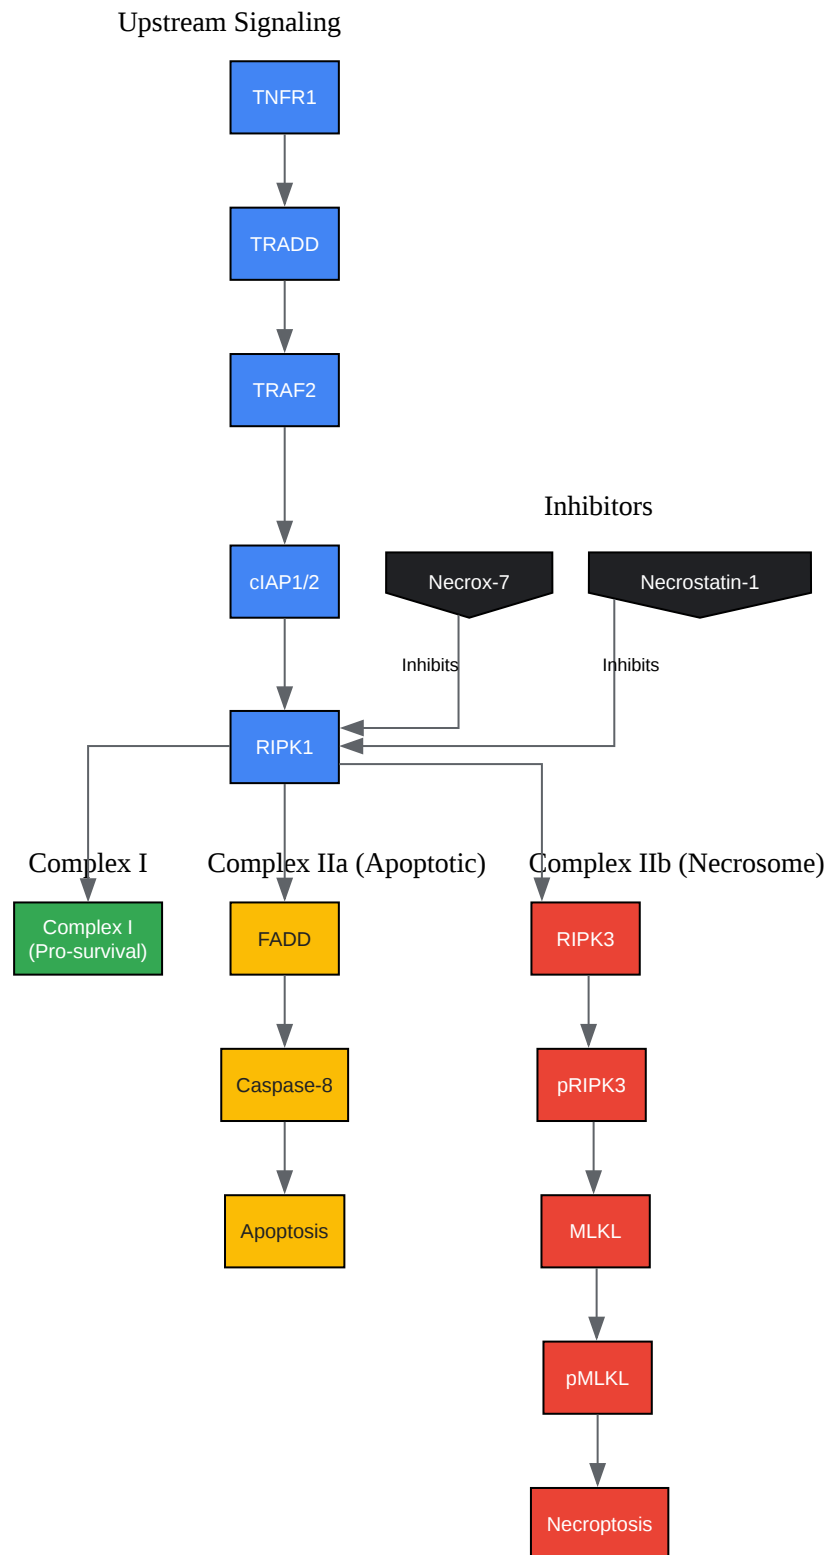 Upstream Signaling
TNFR1
TRADD
TRAF2
Inhibitors
cIAP1/2
Necrox-7
Necrostatin-1
Inhibits
Inhibits
RIPK1
Complex I
Complex IIa (Apoptotic)
Complex IIb (Necrosome)
Complex I
(Pro-survival)
FADD
RIPK3
Caspase-8
pRIPK3
Apoptosis
MLKL
pMLKL
Necroptosis